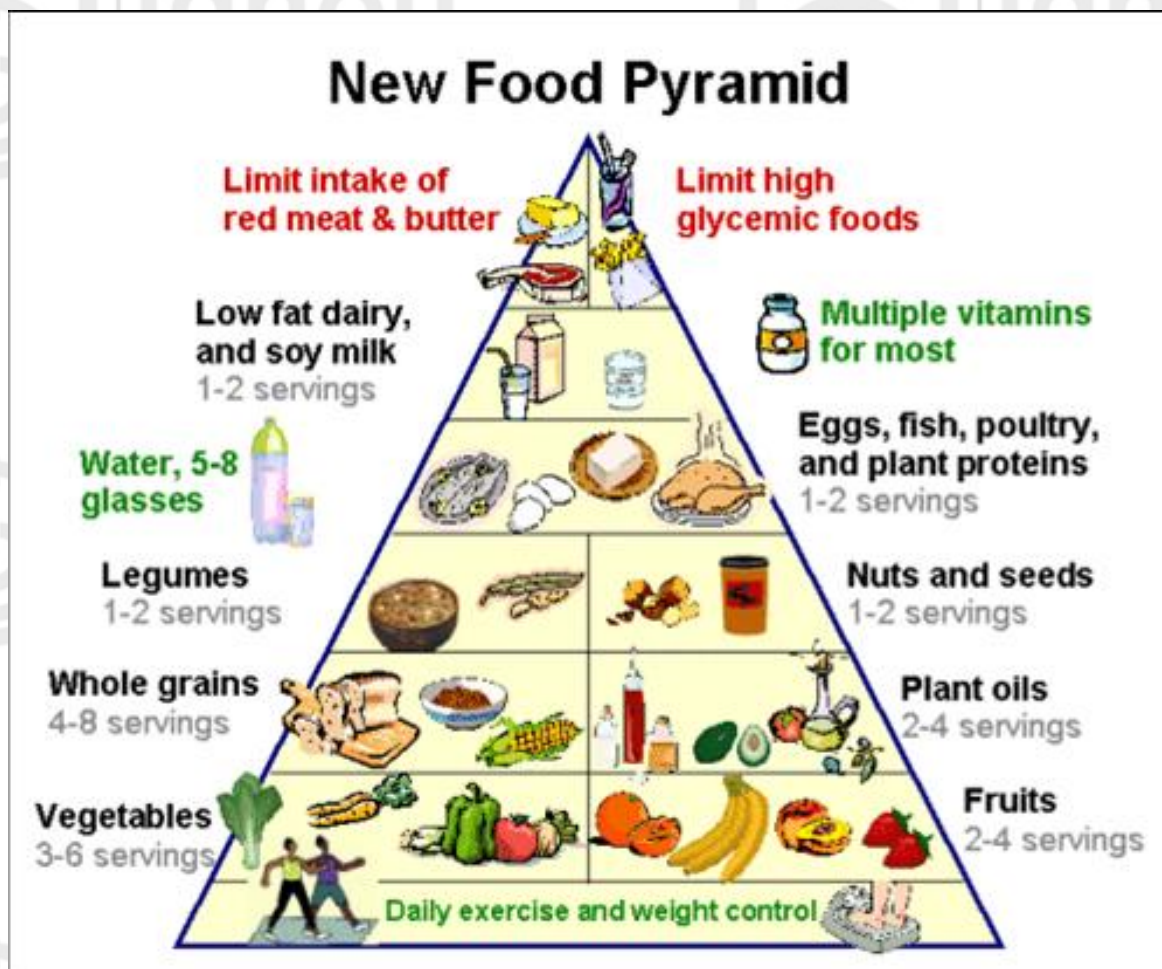 New Food Pyramid
Limit intake of
red meat & butter
Limit high
glycemic foods
Low fat dairy,
and soy milk
1-2 servings
Multiple vitamins
for most
Water, 5-8
glasses
Eggs, fish, poultry,
and plant proteins
1-2 servings
Legumes
1-2 servings
Nuts and seeds
1-2 servings
Whole grains
4-8 servings
Plant oils
2-4 servings
Vegetables
3-6 servings
Fruits
2-4 servings
Daily exercise and weight control